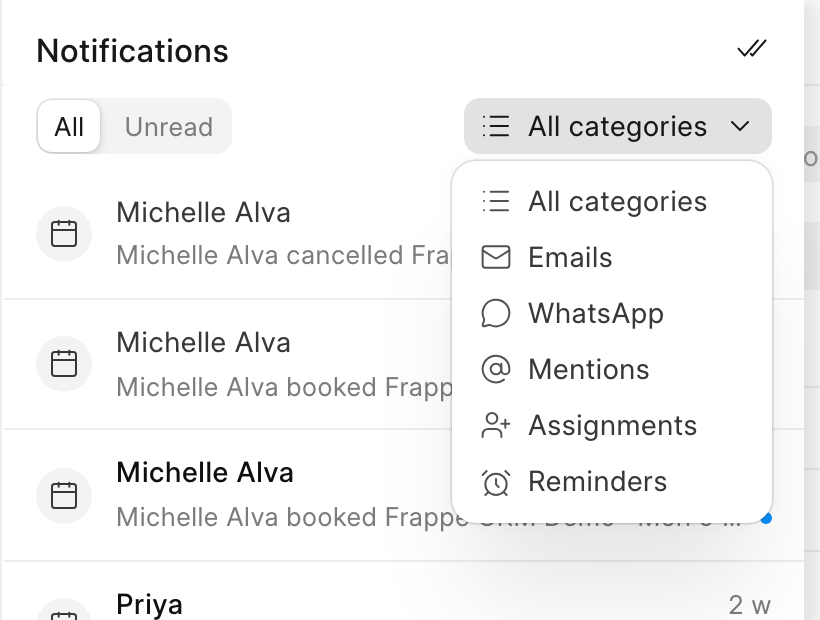 Notifications
All
Unread
All categories
Michelle Alva
Michelle Alva cancelled Fra
Michelle Alva
Michelle Alva booked Frapp
Michelle Alva
Michelle Alva booked Frappe
Priya
2 w
All categories
Emails
WhatsApp
Mentions
Assignments
Reminders